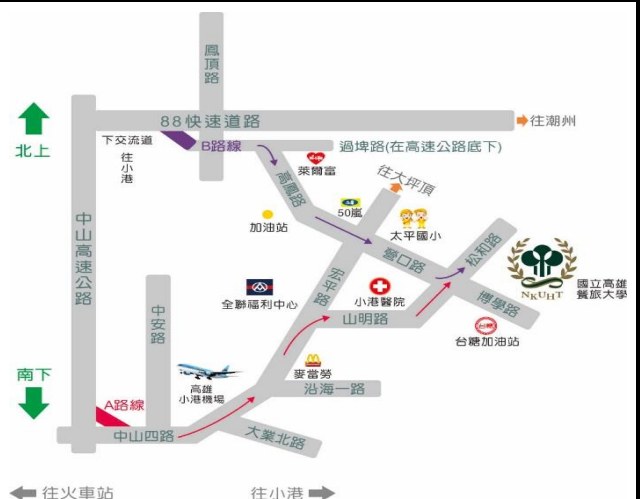 鳳頂路
88快速道路
往潮州
北上
下交流道
往小港
B路線
過埤路(在高速公路底下)
萊爾富
高鳳路
往大坪頂
50嵐
加油站
太平國小
中山高速公路
營口路
松和路
NKUHT
國立高雄
餐旅大學
全聯福利中心
宏平路
小港醫院
博學路
中安路
山明路
台糖
台糖加油站
南下
高雄
小港機場
麥當勞
沿海一路
A路線
中山四路
大業北路
往火車站
往小港